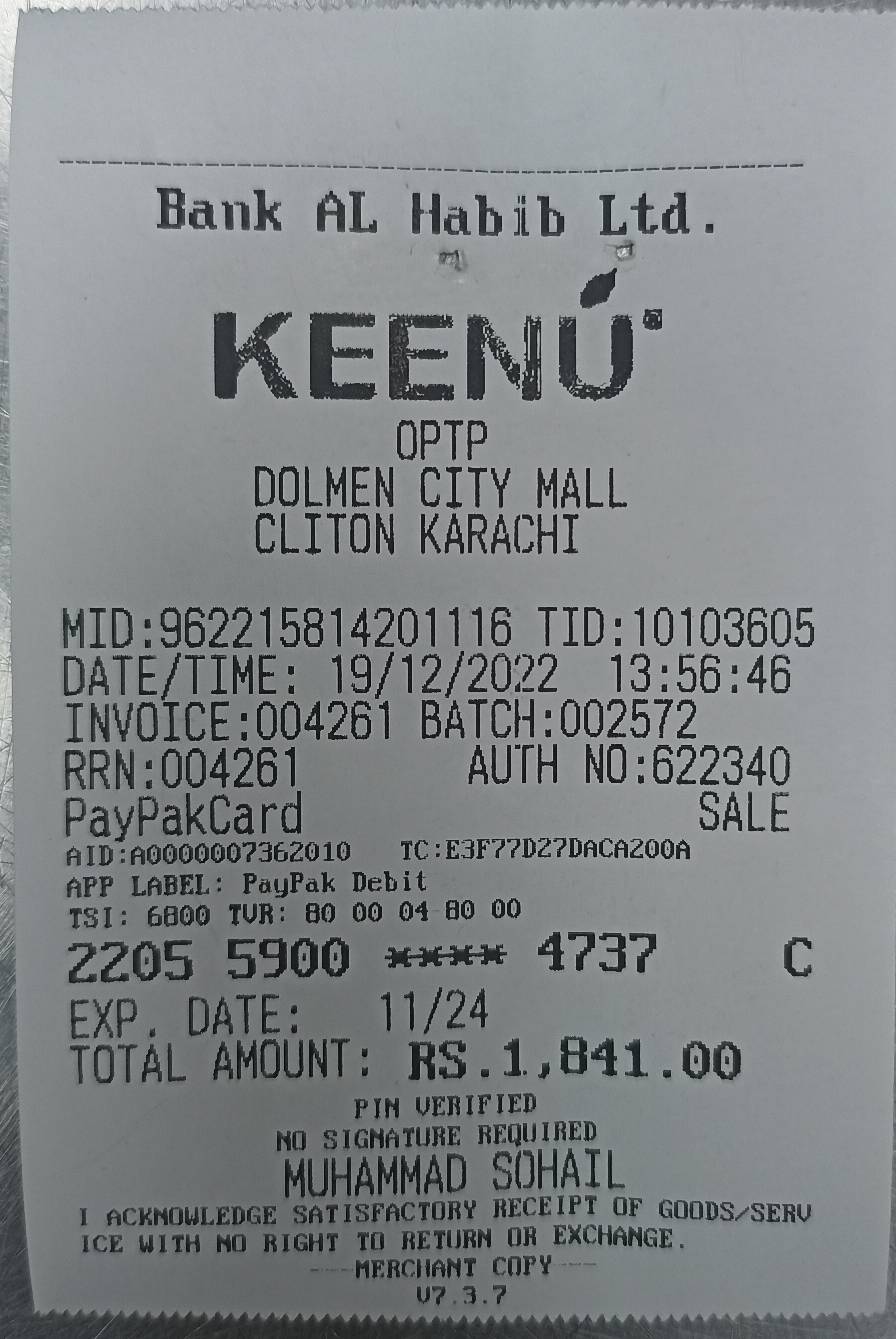 Bank AL Habib Ltd.
KEENÚ®
OPTP
DOLMEN CITY MALL
CLITON KARACHI
MID:962215814201116 TID:10103605
DATE/TIME: 19/12/2022 13:56:46
INVOICE:004261 BATCH:002572
RRN:004261 AUTH NO:622340
PayPakCard SALE
AID:A0000007362010 TC:E3F77D27DACA200A
APP LABEL: PayPak Debit
TSI: 6800 TVR: 80 00 04 80 00
2205 5900 **** 4737 C
EXP. DATE: 11/24
TOTAL AMOUNT: RS.1,841.00
PIN VERIFIED
NO SIGNATURE REQUIRED
MUHAMMAD SOHAIL
I ACKNOWLEDGE SATISFACTORY RECEIPT OF GOODS/SERV
ICE WITH NO RIGHT TO RETURN OR EXCHANGE.
----MERCHANT COPY----
V7.3.7